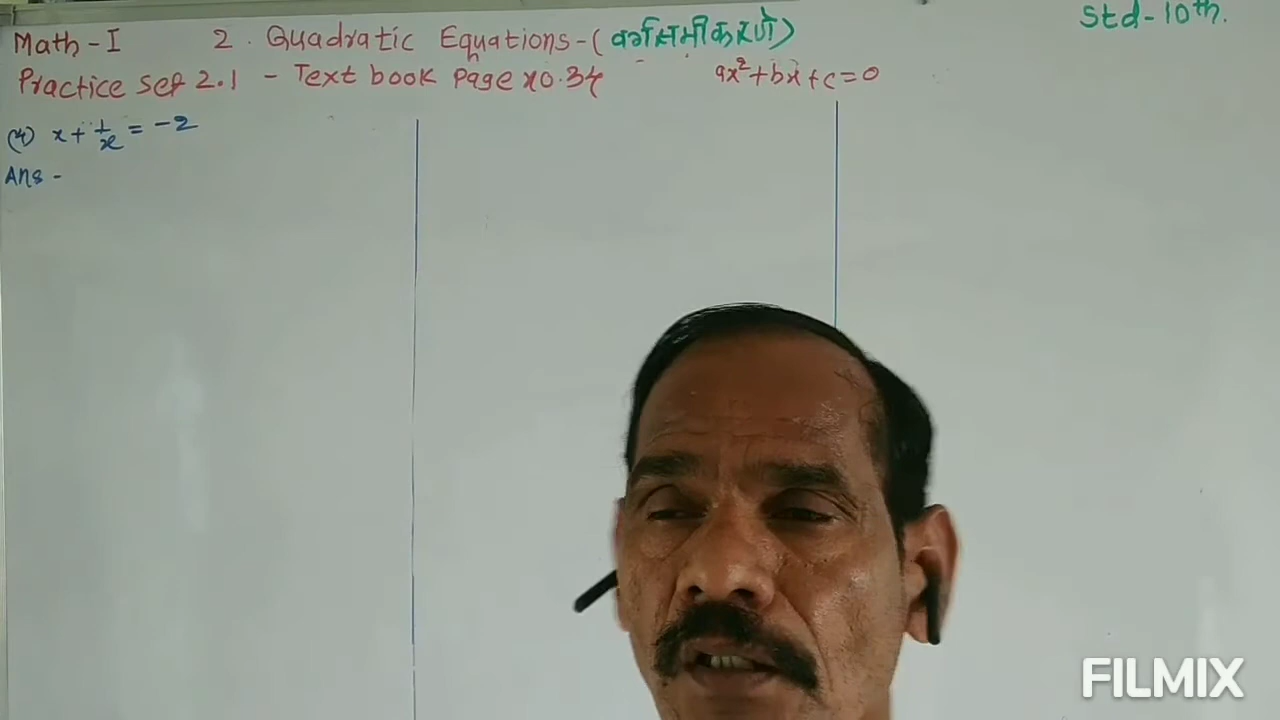 Math-I 2. Quadratic Equations-(वर्गसमीकरणे) Std-10th.
Practice Set 2.1 - Text book Page No.34 ax²+bx+c=0
(4) x+1/x = -2
Ans -
FILMIX